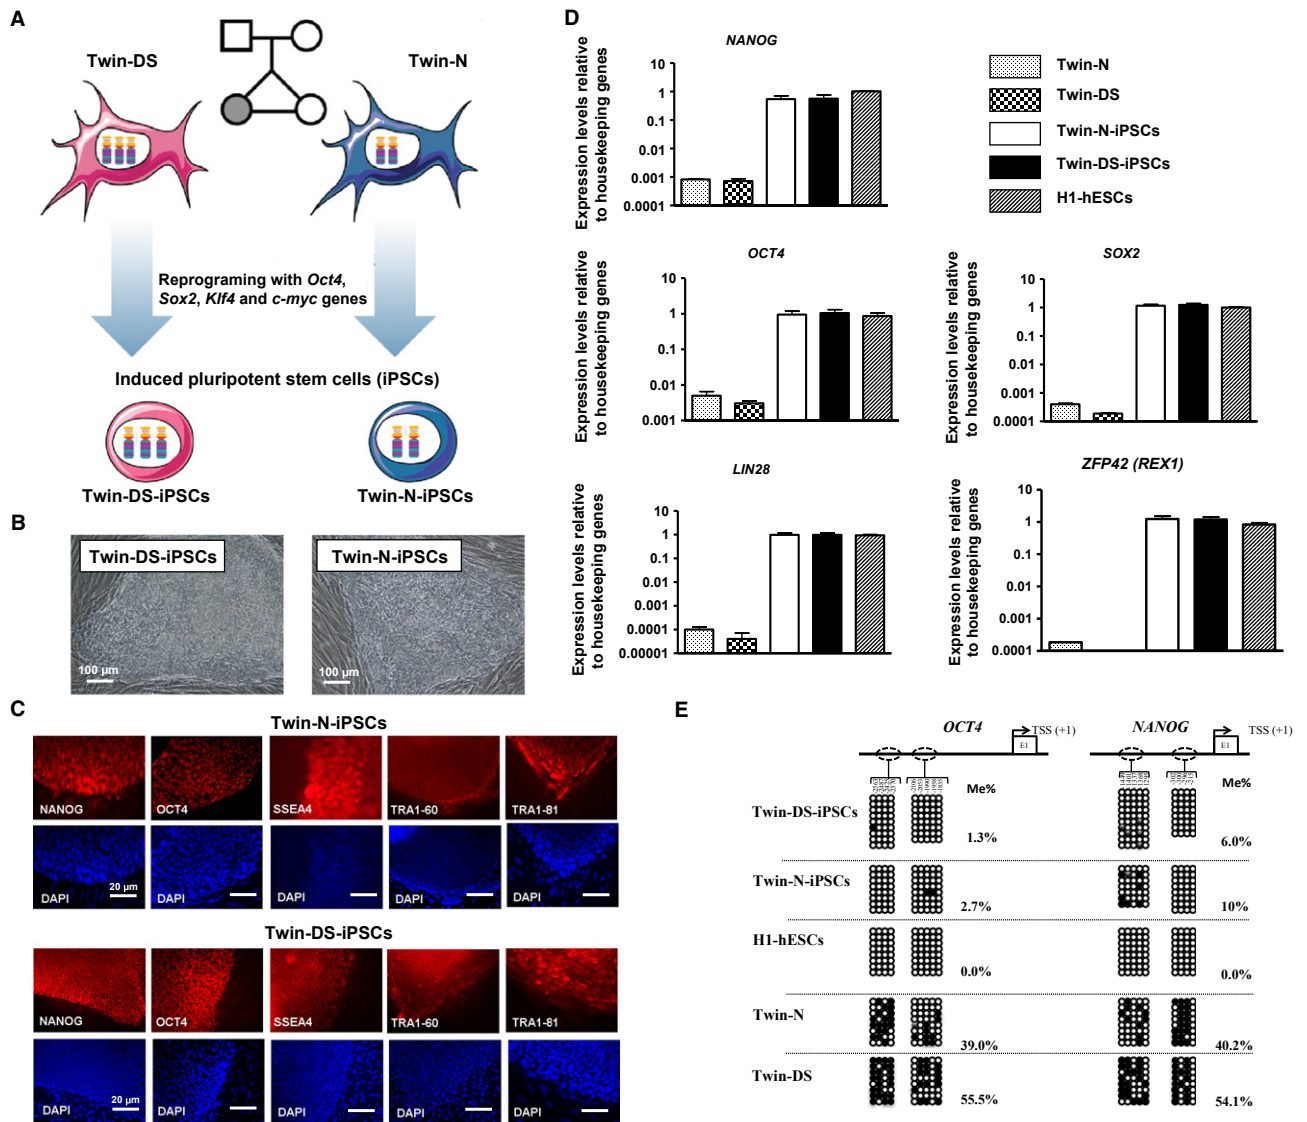 A
Twin-DS
Twin-N
Reprograming with Oct4,
Sox2, Klf4 and c-myc genes
Induced pluripotent stem cells (iPSCs)
Twin-DS-iPSCs
Twin-N-iPSCs
B
Twin-DS-iPSCs
100 µm
Twin-N-iPSCs
100 µm
C
Twin-N-iPSCs
NANOG
OCT4
SSEA4
TRA1-60
TRA1-81
DAPI
20 µm
DAPI
DAPI
DAPI
DAPI
Twin-DS-iPSCs
NANOG
OCT4
SSEA4
TRA1-60
TRA1-81
DAPI
20 µm
DAPI
DAPI
DAPI
DAPI
D
NANOG
Expression levels relative
to housekeeping genes
10
1
0.1
0.01
0.001
0.0001
Twin-N
Twin-DS
Twin-N-iPSCs
Twin-DS-iPSCs
H1-hESCs
OCT4
Expression levels relative
to housekeeping genes
10
1
0.1
0.01
0.001
SOX2
Expression levels relative
to housekeeping genes
10
1
0.1
0.01
0.001
0.0001
LIN28
Expression levels relative
to housekeeping genes
10
1
0.1
0.01
0.001
0.0001
0.00001
ZFP42 (REX1)
Expression levels relative
to housekeeping genes
10
1
0.1
0.01
0.001
0.0001
E
OCT4
TSS (+1)
E1
NANOG
TSS (+1)
E1
Me%
Me%
Twin-DS-iPSCs
1.3%
6.0%
Twin-N-iPSCs
2.7%
10%
H1-hESCs
0.0%
0.0%
Twin-N
39.0%
40.2%
Twin-DS
55.5%
54.1%